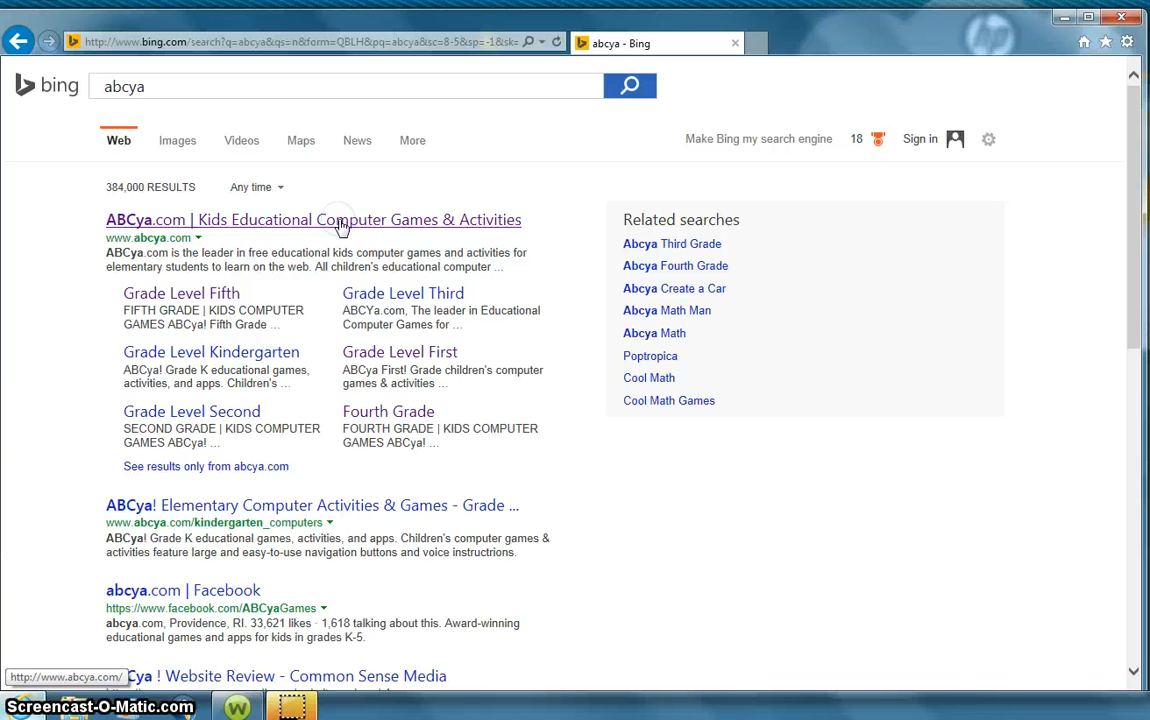 http://www.bing.com/search?q=abcya&qs=n&form=QBLH&pq=abcya&sc=8-5&sp=-1&sk=
abcya - Bing
hp
bing
abcya
Web Images Videos Maps News More
Make Bing my search engine 18 Sign in
384,000 RESULTS Any time
ABCya.com | Kids Educational Computer Games & Activities
www.abcya.com
ABCya.com is the leader in free educational kids computer games and activities for
elementary students to learn on the web. All children's educational computer ...
Grade Level Fifth
FIFTH GRADE | KIDS COMPUTER
GAMES ABCya! Fifth Grade ...
Grade Level Third
ABCYa.com, The leader in Educational
Computer Games for ...
Grade Level Kindergarten
ABCya! Grade K educational games,
activities, and apps. Children's ...
Grade Level First
ABCya First! Grade children's computer
games & activities ...
Grade Level Second
SECOND GRADE | KIDS COMPUTER
GAMES ABCya! ...
Fourth Grade
FOURTH GRADE | KIDS COMPUTER
GAMES ABCya! ...
See results only from abcya.com
ABCya! Elementary Computer Activities & Games - Grade ...
www.abcya.com/kindergarten_computers
ABCya! Grade K educational games, activities, and apps. Children's computer games &
activities feature large and easy-to-use navigation buttons and voice instructrions.
abcya.com | Facebook
https://www.facebook.com/ABCyaGames
abcya.com, Providence, RI. 33,621 likes · 1,618 talking about this. Award-winning
educational games and apps for kids in grades K-5.
Cya ! Website Review - Common Sense Media
Related searches
Abcya Third Grade
Abcya Fourth Grade
Abcya Create a Car
Abcya Math Man
Abcya Math
Poptropica
Cool Math
Cool Math Games
http://www.abcya.com/
Screencast-O-Matic.com
W